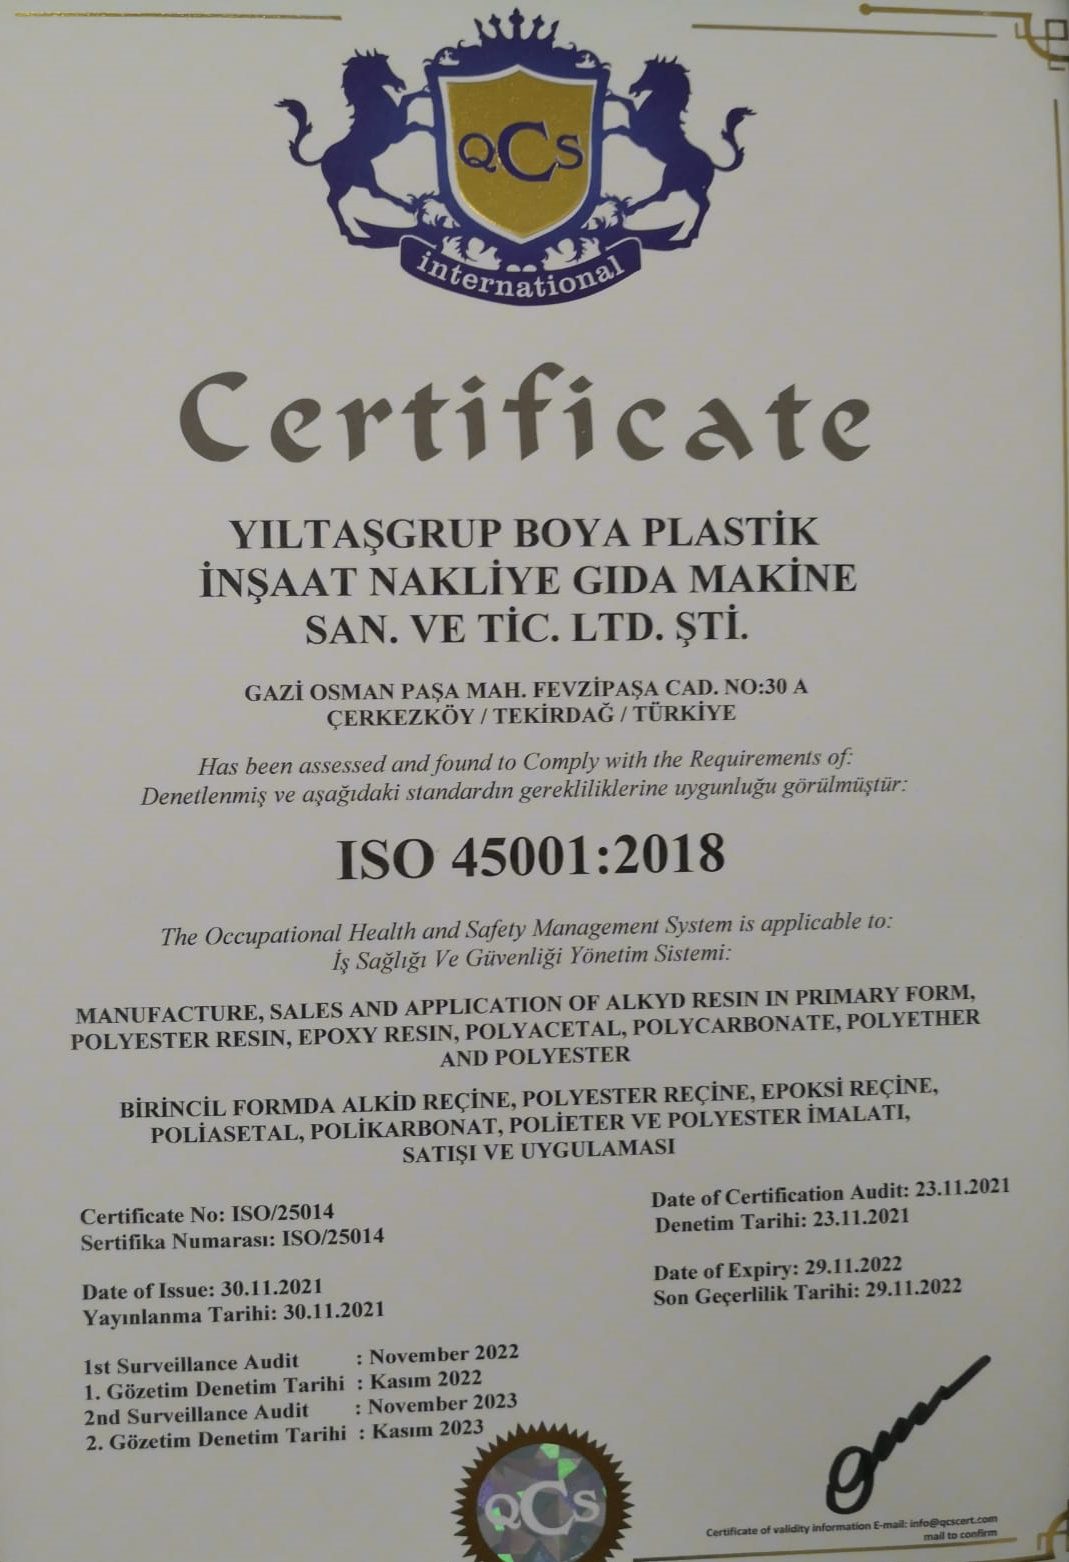 QCS
international
Certificate
YILTAŞGRUP BOYA PLASTİK
İNŞAAT NAKLİYE GIDA MAKİNE
SAN. VE TİC. LTD. ŞTİ.
GAZİ OSMAN PAŞA MAH. FEVZİPAŞA CAD. NO:30 A
ÇERKEZKÖY / TEKİRDAĞ / TÜRKİYE
Has been assessed and found to Comply with the Requirements of:
Denetlenmiş ve aşağıdaki standardın gerekliliklerine uygunluğu görülmüştür:
ISO 45001:2018
The Occupational Health and Safety Management System is applicable to:
İş Sağlığı Ve Güvenliği Yönetim Sistemi:
MANUFACTURE, SALES AND APPLICATION OF ALKYD RESIN IN PRIMARY FORM,
POLYESTER RESIN, EPOXY RESIN, POLYACETAL, POLYCARBONATE, POLYETHER
AND POLYESTER
BİRİNCİL FORMDA ALKİD REÇİNE, POLYESTER REÇİNE, EPOKSİ REÇİNE,
POLİASETAL, POLİKARBONAT, POLİETER VE POLYESTER İMALATI,
SATIŞI VE UYGULAMASI
Certificate No: ISO/25014
Sertifika Numarası: ISO/25014
Date of Certification Audit: 23.11.2021
Denetim Tarihi: 23.11.2021
Date of Issue: 30.11.2021
Yayınlanma Tarihi: 30.11.2021
Date of Expiry: 29.11.2022
Son Geçerlilik Tarihi: 29.11.2022
1st Surveillance Audit : November 2022
1. Gözetim Denetim Tarihi : Kasım 2022
2nd Surveillance Audit : November 2023
2. Gözetim Denetim Tarihi : Kasım 2023
QCS
Certificate of validity information E-mail: info@qcscert.com
mail to confirm